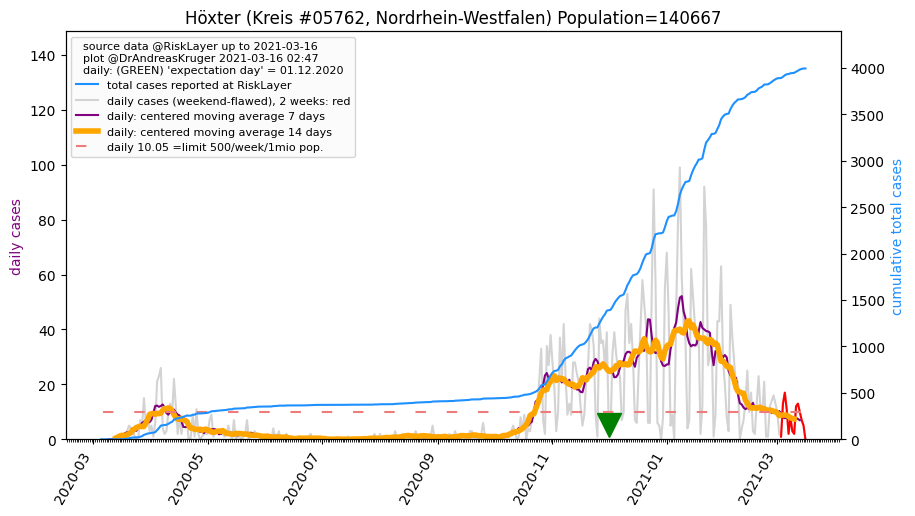 Höxter (Kreis #05762, Nordrhein-Westfalen) Population=140667
source data @RiskLayer up to 2021-03-16
plot @DrAndreasKruger 2021-03-16 02:47
daily: (GREEN) 'expectation day' = 01.12.2020
total cases reported at RiskLayer
daily cases (weekend-flawed), 2 weeks: red
daily: centered moving average 7 days
daily: centered moving average 14 days
daily 10.05 =limit 500/week/1mio pop.
daily cases
140
120
100
80
60
40
20
0
cumulative total cases
4000
3500
3000
2500
2000
1500
1000
500
0
2020-03
2020-05
2020-07
2020-09
2020-11
2021-01
2021-03